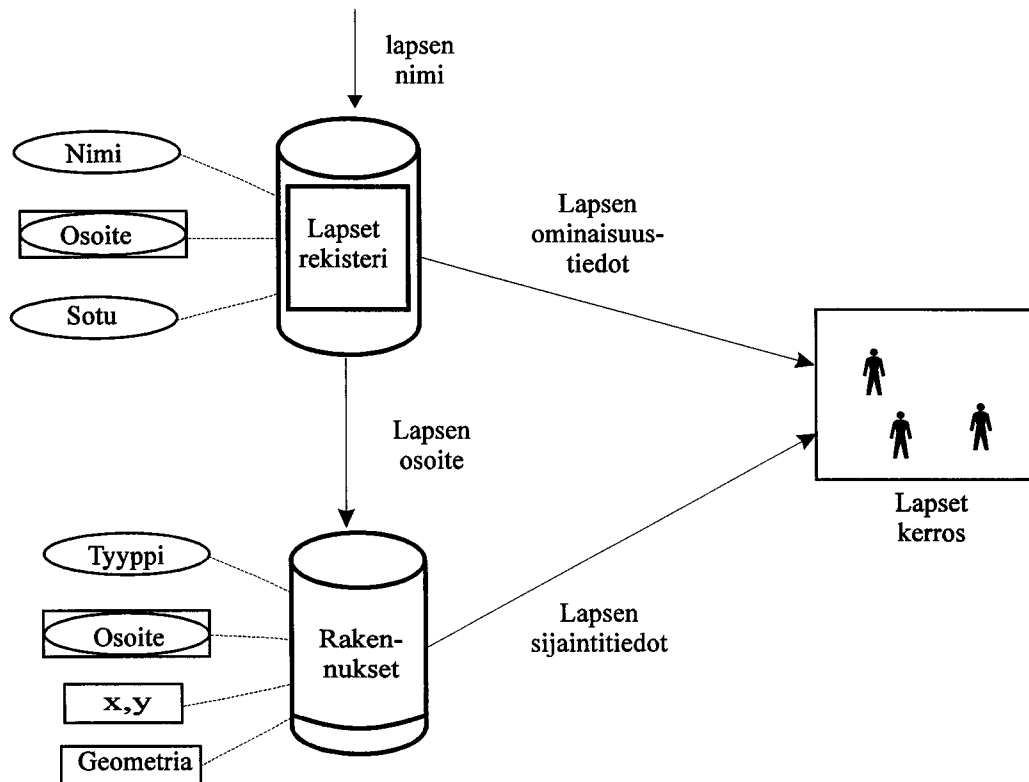 lapsen
nimi
Nimi
Osoite
Sotu
Lapset
rekisteri
Lapsen
ominaisuus-
tiedot
Lapsen
osoite
Lapset
kerros
Tyyppi
Osoite
x,y
Geometria
Raken-
nukset
Lapsen
sijaintitiedot